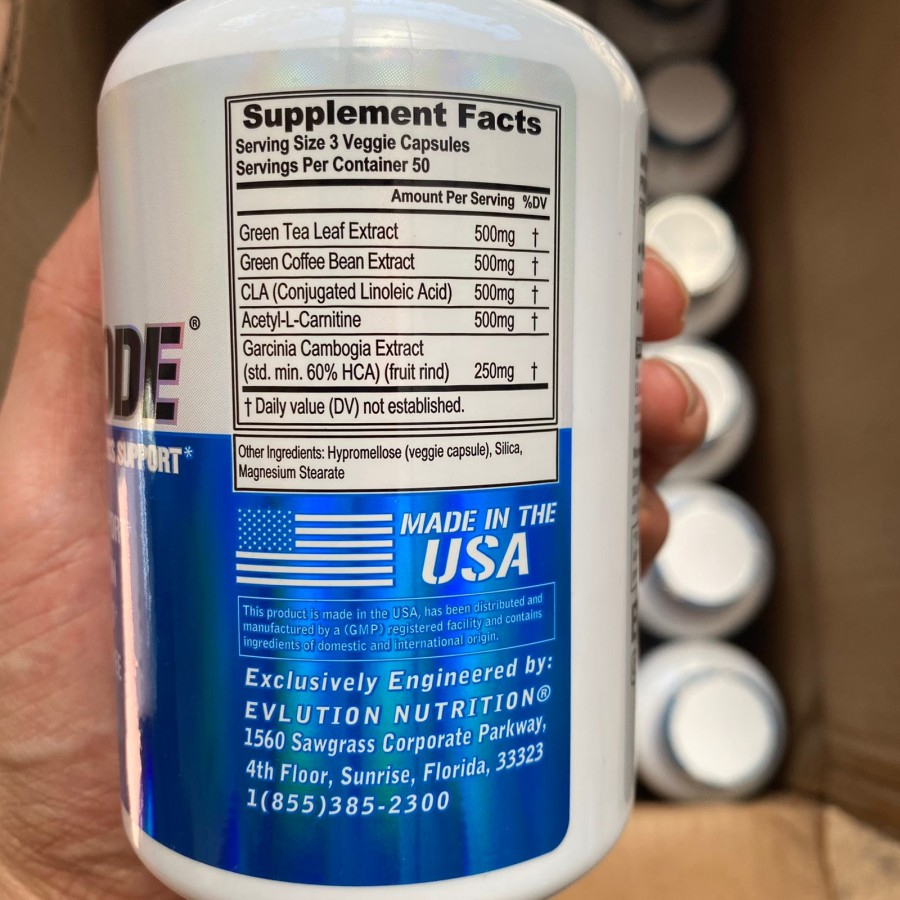 Supplement Facts
Serving Size 3 Veggie Capsules
Servings Per Container 50
Amount Per Serving %DV
Green Tea Leaf Extract 500mg †
Green Coffee Bean Extract 500mg †
CLA (Conjugated Linoleic Acid) 500mg †
Acetyl-L-Carnitine 500mg †
Garcinia Cambogia Extract
(std. min. 60% HCA) (fruit rind) 250mg †
† Daily value (DV) not established.
Other Ingredients: Hypromellose (veggie capsule), Silica,
Magnesium Stearate
ODE®
SUPPORT*
MADE IN THE
USA
This product is made in the USA, has been distributed and
manufactured by a (GMP) registered facility and contains
ingredients of domestic and international origin.
Exclusively Engineered by:
EVLUTION NUTRITION®
1560 Sawgrass Corporate Parkway,
4th Floor, Sunrise, Florida, 33323
1(855)385-2300